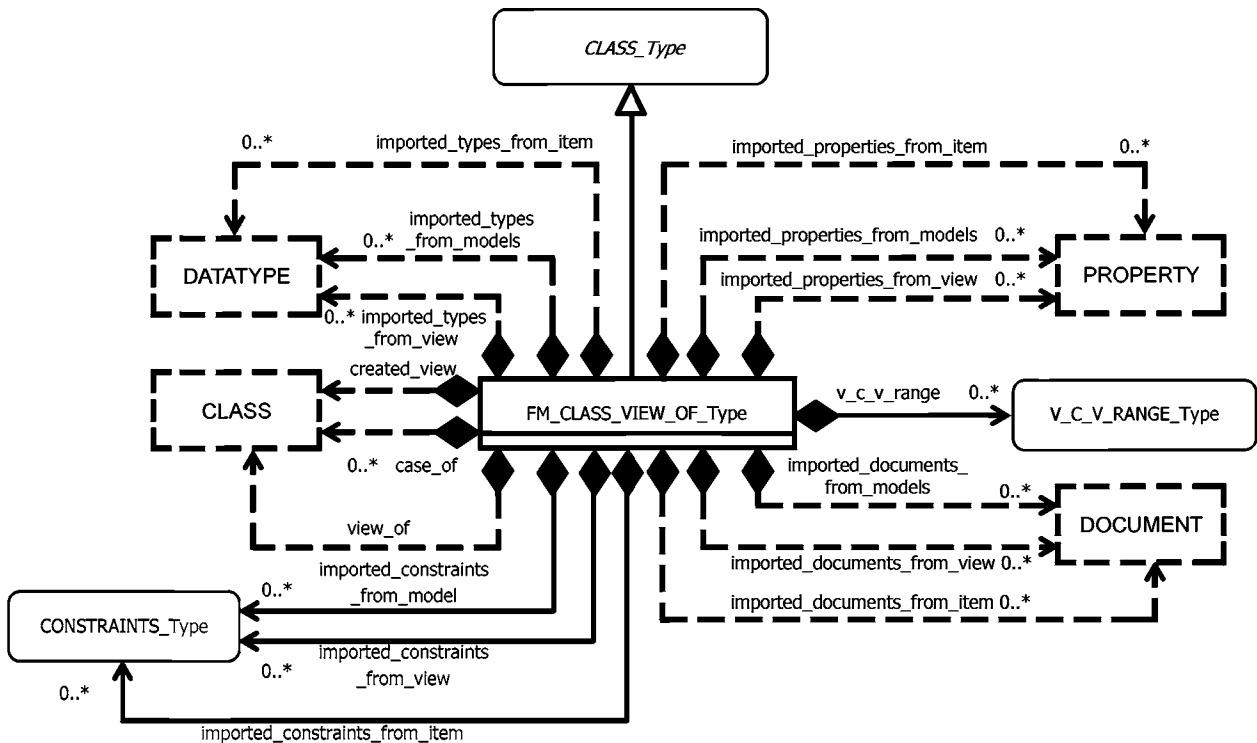 CLASS_Type
0..*
imported_types_from_item
imported_properties_from_item
0..*
imported_types
_from_models
0..*
imported_properties_from_models
0..*
DATATYPE
PROPERTY
imported_properties_from_view
0..*
0..*
imported_types
_from_view
created_view
CLASS
FM_CLASS_VIEW_OF_Type
v_c_v_range
0..*
V_C_V_RANGE_Type
0..*
case_of
imported_documents_
from_models
0..*
DOCUMENT
view_of
imported_documents_from_view
0..*
imported_constraints
_from_model
0..*
imported_documents_from_item
0..*
CONSTRAINTS_Type
imported_constraints
_from_view
0..*
0..*
imported_constraints_from_item